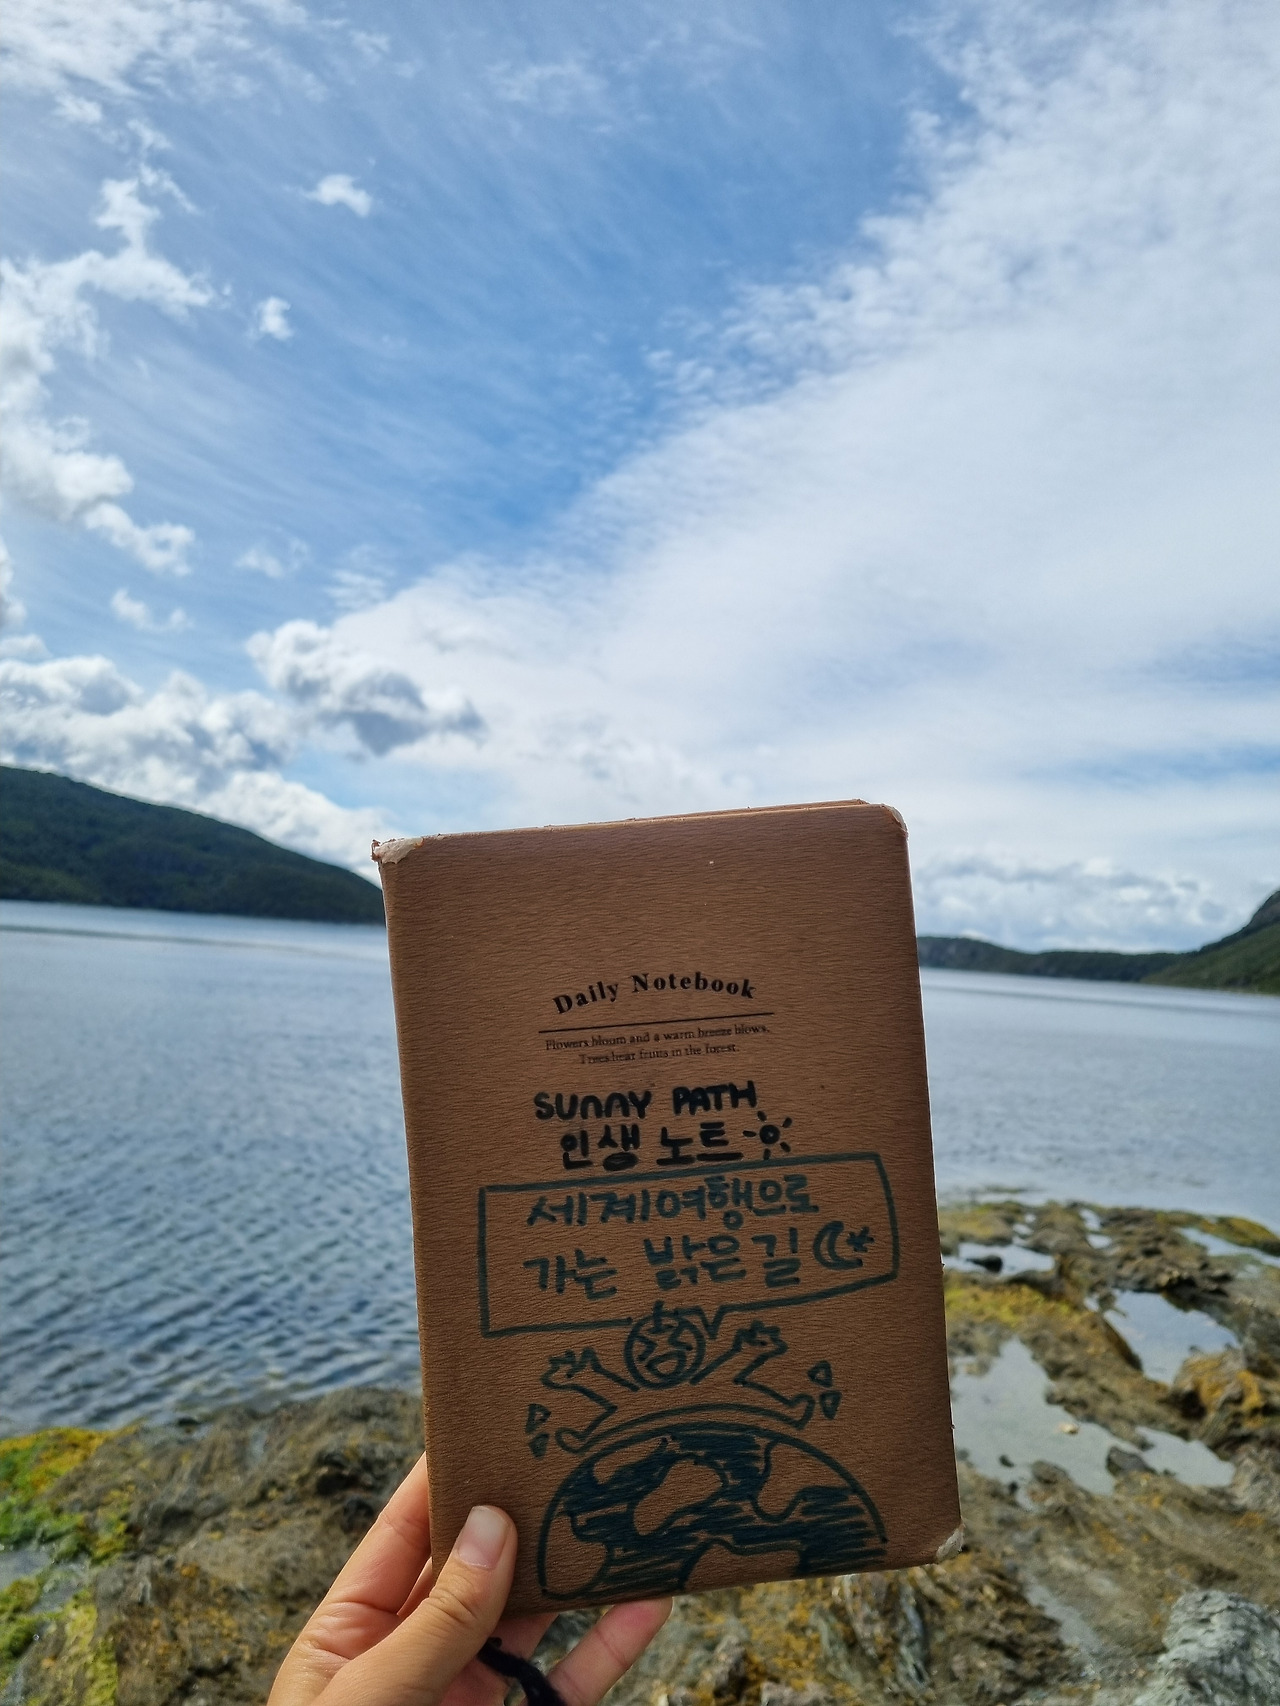 Daily Notebook
Flowers bloom and a warm breeze blows.
Trees bear fruits in the forest.
SUNNY PATH
인생 노트
세계여행으로
가는 밝은 길